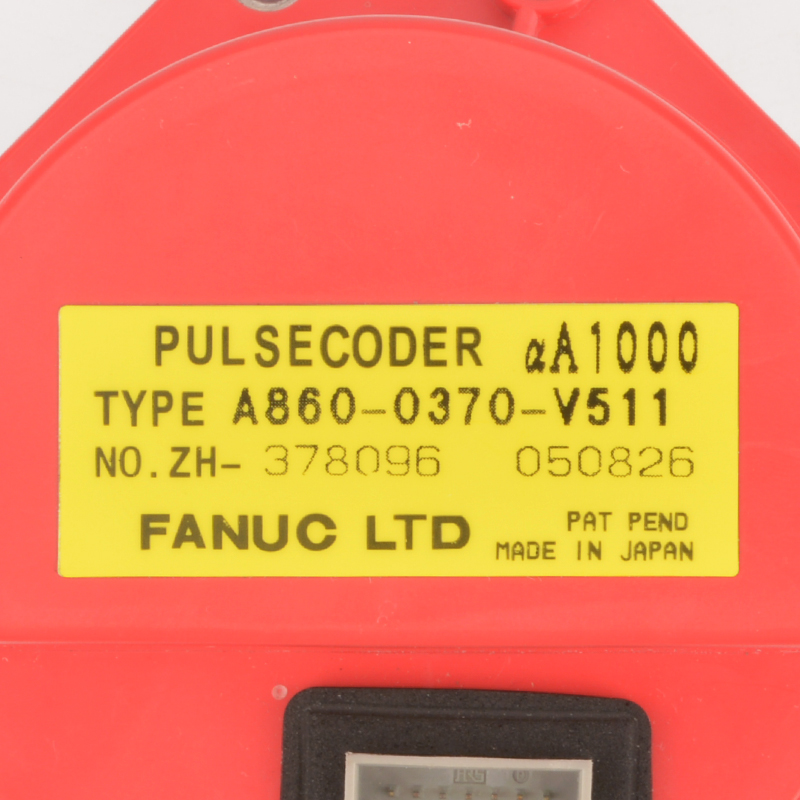 PULSECODER αA1000
TYPE A860-0370-V511
NO. ZH- 378096 050826
FANUC LTD
PAT PEND
MADE IN JAPAN